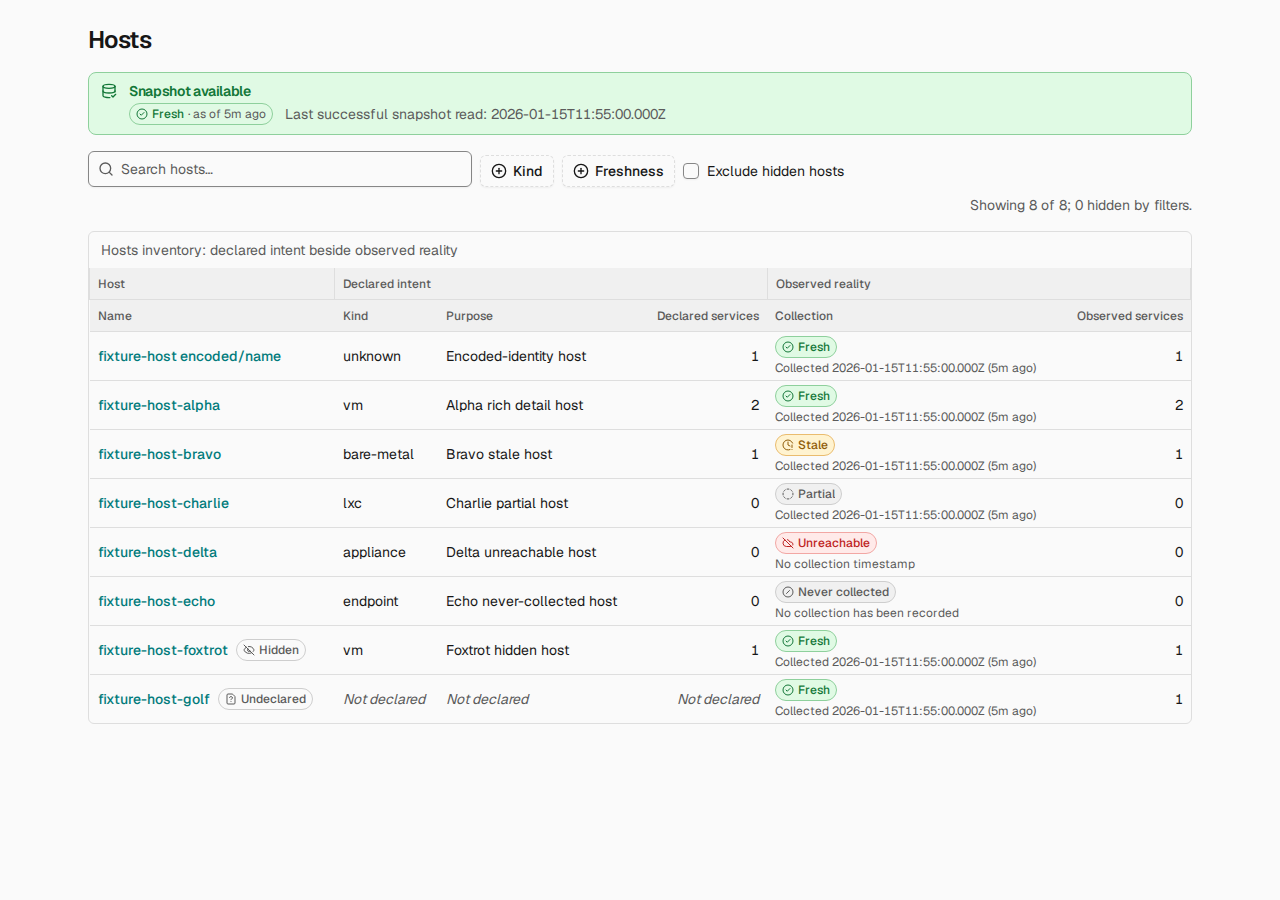 Hosts
Snapshot available
Fresh · as of 5m ago Last successful snapshot read: 2026-01-15T11:55:00.000Z
Search hosts... Kind Freshness Exclude hidden hosts
Showing 8 of 8; 0 hidden by filters.
Hosts inventory: declared intent beside observed reality
Host Declared intent Observed reality
Name Kind Purpose Declared services Collection Observed services
fixture-host encoded/name unknown Encoded-identity host 1 Fresh 1
Collected 2026-01-15T11:55:00.000Z (5m ago)
fixture-host-alpha vm Alpha rich detail host 2 Fresh 2
Collected 2026-01-15T11:55:00.000Z (5m ago)
fixture-host-bravo bare-metal Bravo stale host 1 Stale 1
Collected 2026-01-15T11:55:00.000Z (5m ago)
fixture-host-charlie lxc Charlie partial host 0 Partial 0
Collected 2026-01-15T11:55:00.000Z (5m ago)
fixture-host-delta appliance Delta unreachable host 0 Unreachable 0
No collection timestamp
fixture-host-echo endpoint Echo never-collected host 0 Never collected 0
No collection has been recorded
fixture-host-foxtrot Hidden vm Foxtrot hidden host 1 Fresh 1
Collected 2026-01-15T11:55:00.000Z (5m ago)
fixture-host-golf Undeclared Not declared Not declared Not declared Fresh 1
Collected 2026-01-15T11:55:00.000Z (5m ago)